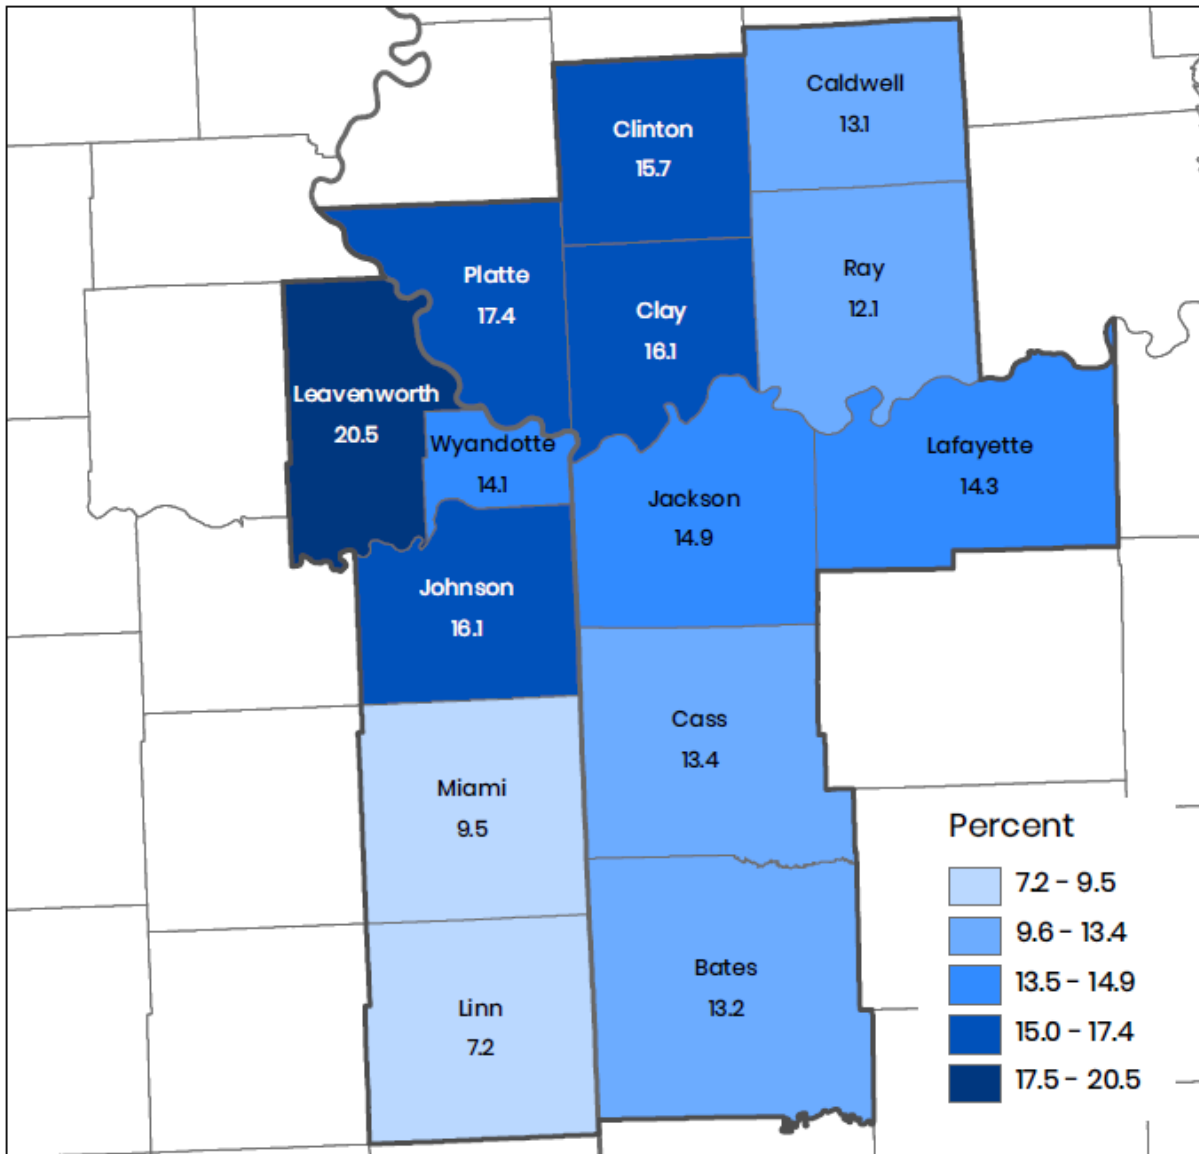 Caldwell
13.1
Clinton
15.7
Ray
12.1
Platte
17.4
Clay
16.1
Leavenworth
20.5
Wyandotte
14.1
Lafayette
14.3
Jackson
14.9
Johnson
16.1
Cass
13.4
Miami
9.5
Bates
13.2
Linn
7.2
Percent
7.2 - 9.5
9.6 - 13.4
13.5 - 14.9
15.0 - 17.4
17.5 - 20.5